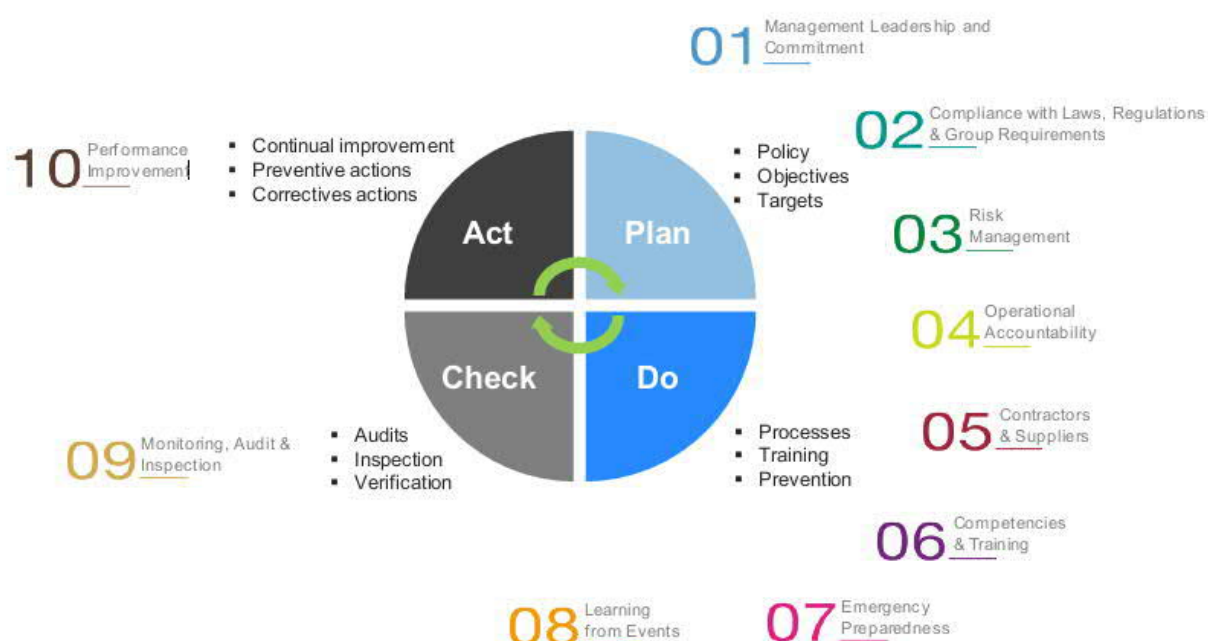 01
Management Leadership and
Commitment
02
Compliance with Laws, Regulations
& Group Requirements
10
Performance
Improvement
▪ Continual improvement
▪ Preventive actions
▪ Correctives actions
▪ Policy
▪ Objectives
▪ Targets
Act
Plan
03
Risk
Management
04
Operational
Accountability
Check
Do
05
Contractors
& Suppliers
09
Monitoring, Audit &
Inspection
▪ Audits
▪ Inspection
▪ Verification
▪ Processes
▪ Training
▪ Prevention
06
Competencies
& Training
08
Learning
from Events
07
Emergency
Preparedness